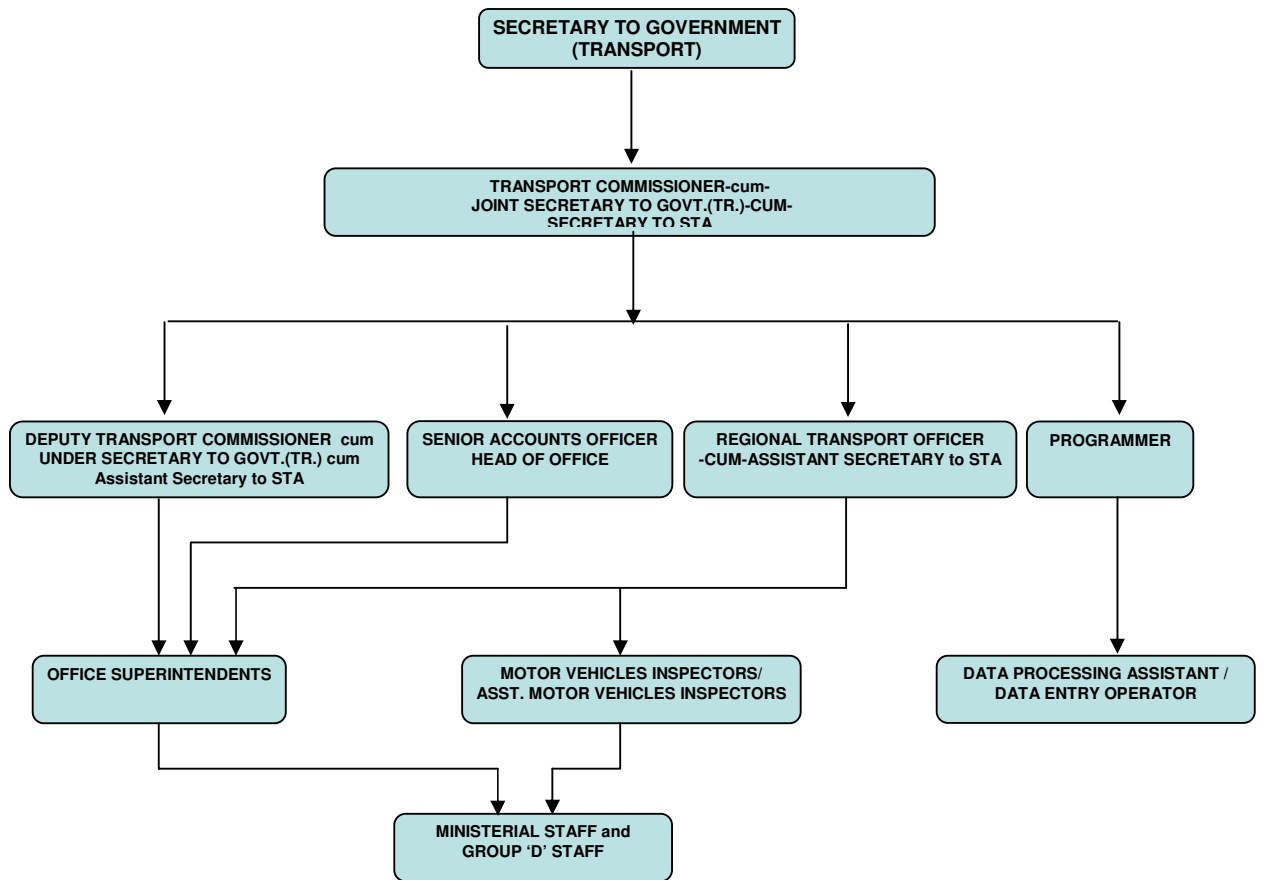 SECRETARY TO GOVERNMENT
(TRANSPORT)
TRANSPORT COMMISSIONER-cum-
JOINT SECRETARY TO GOVT.(TR.)-CUM-
SECRETARY TO STA
DEPUTY TRANSPORT COMMISSIONER cum
UNDER SECRETARY TO GOVT.(TR.) cum
Assistant Secretary to STA
SENIOR ACCOUNTS OFFICER
HEAD OF OFFICE
REGIONAL TRANSPORT OFFICER
-CUM-ASSISTANT SECRETARY to STA
PROGRAMMER
OFFICE SUPERINTENDENTS
MOTOR VEHICLES INSPECTORS/
ASST. MOTOR VEHICLES INSPECTORS
DATA PROCESSING ASSISTANT /
DATA ENTRY OPERATOR
MINISTERIAL STAFF and
GROUP ‘D’ STAFF